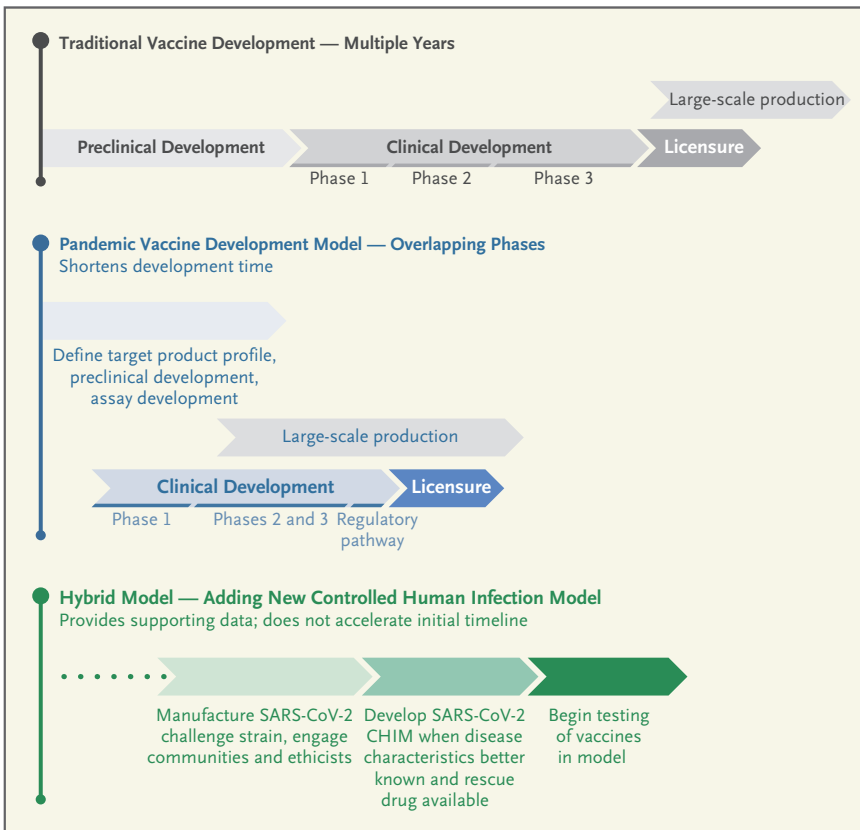 Traditional Vaccine Development — Multiple Years
Large-scale production
Preclinical Development
Clinical Development
Licensure
Phase 1
Phase 2
Phase 3
Pandemic Vaccine Development Model — Overlapping Phases
Shortens development time
Define target product profile,
preclinical development,
assay development
Large-scale production
Clinical Development
Licensure
Phase 1
Phases 2 and 3
Regulatory
pathway
Hybrid Model — Adding New Controlled Human Infection Model
Provides supporting data; does not accelerate initial timeline
Manufacture SARS-CoV-2
challenge strain, engage
communities and ethicists
Develop SARS-CoV-2
CHIM when disease
characteristics better
known and rescue
drug available
Begin testing
of vaccines
in model